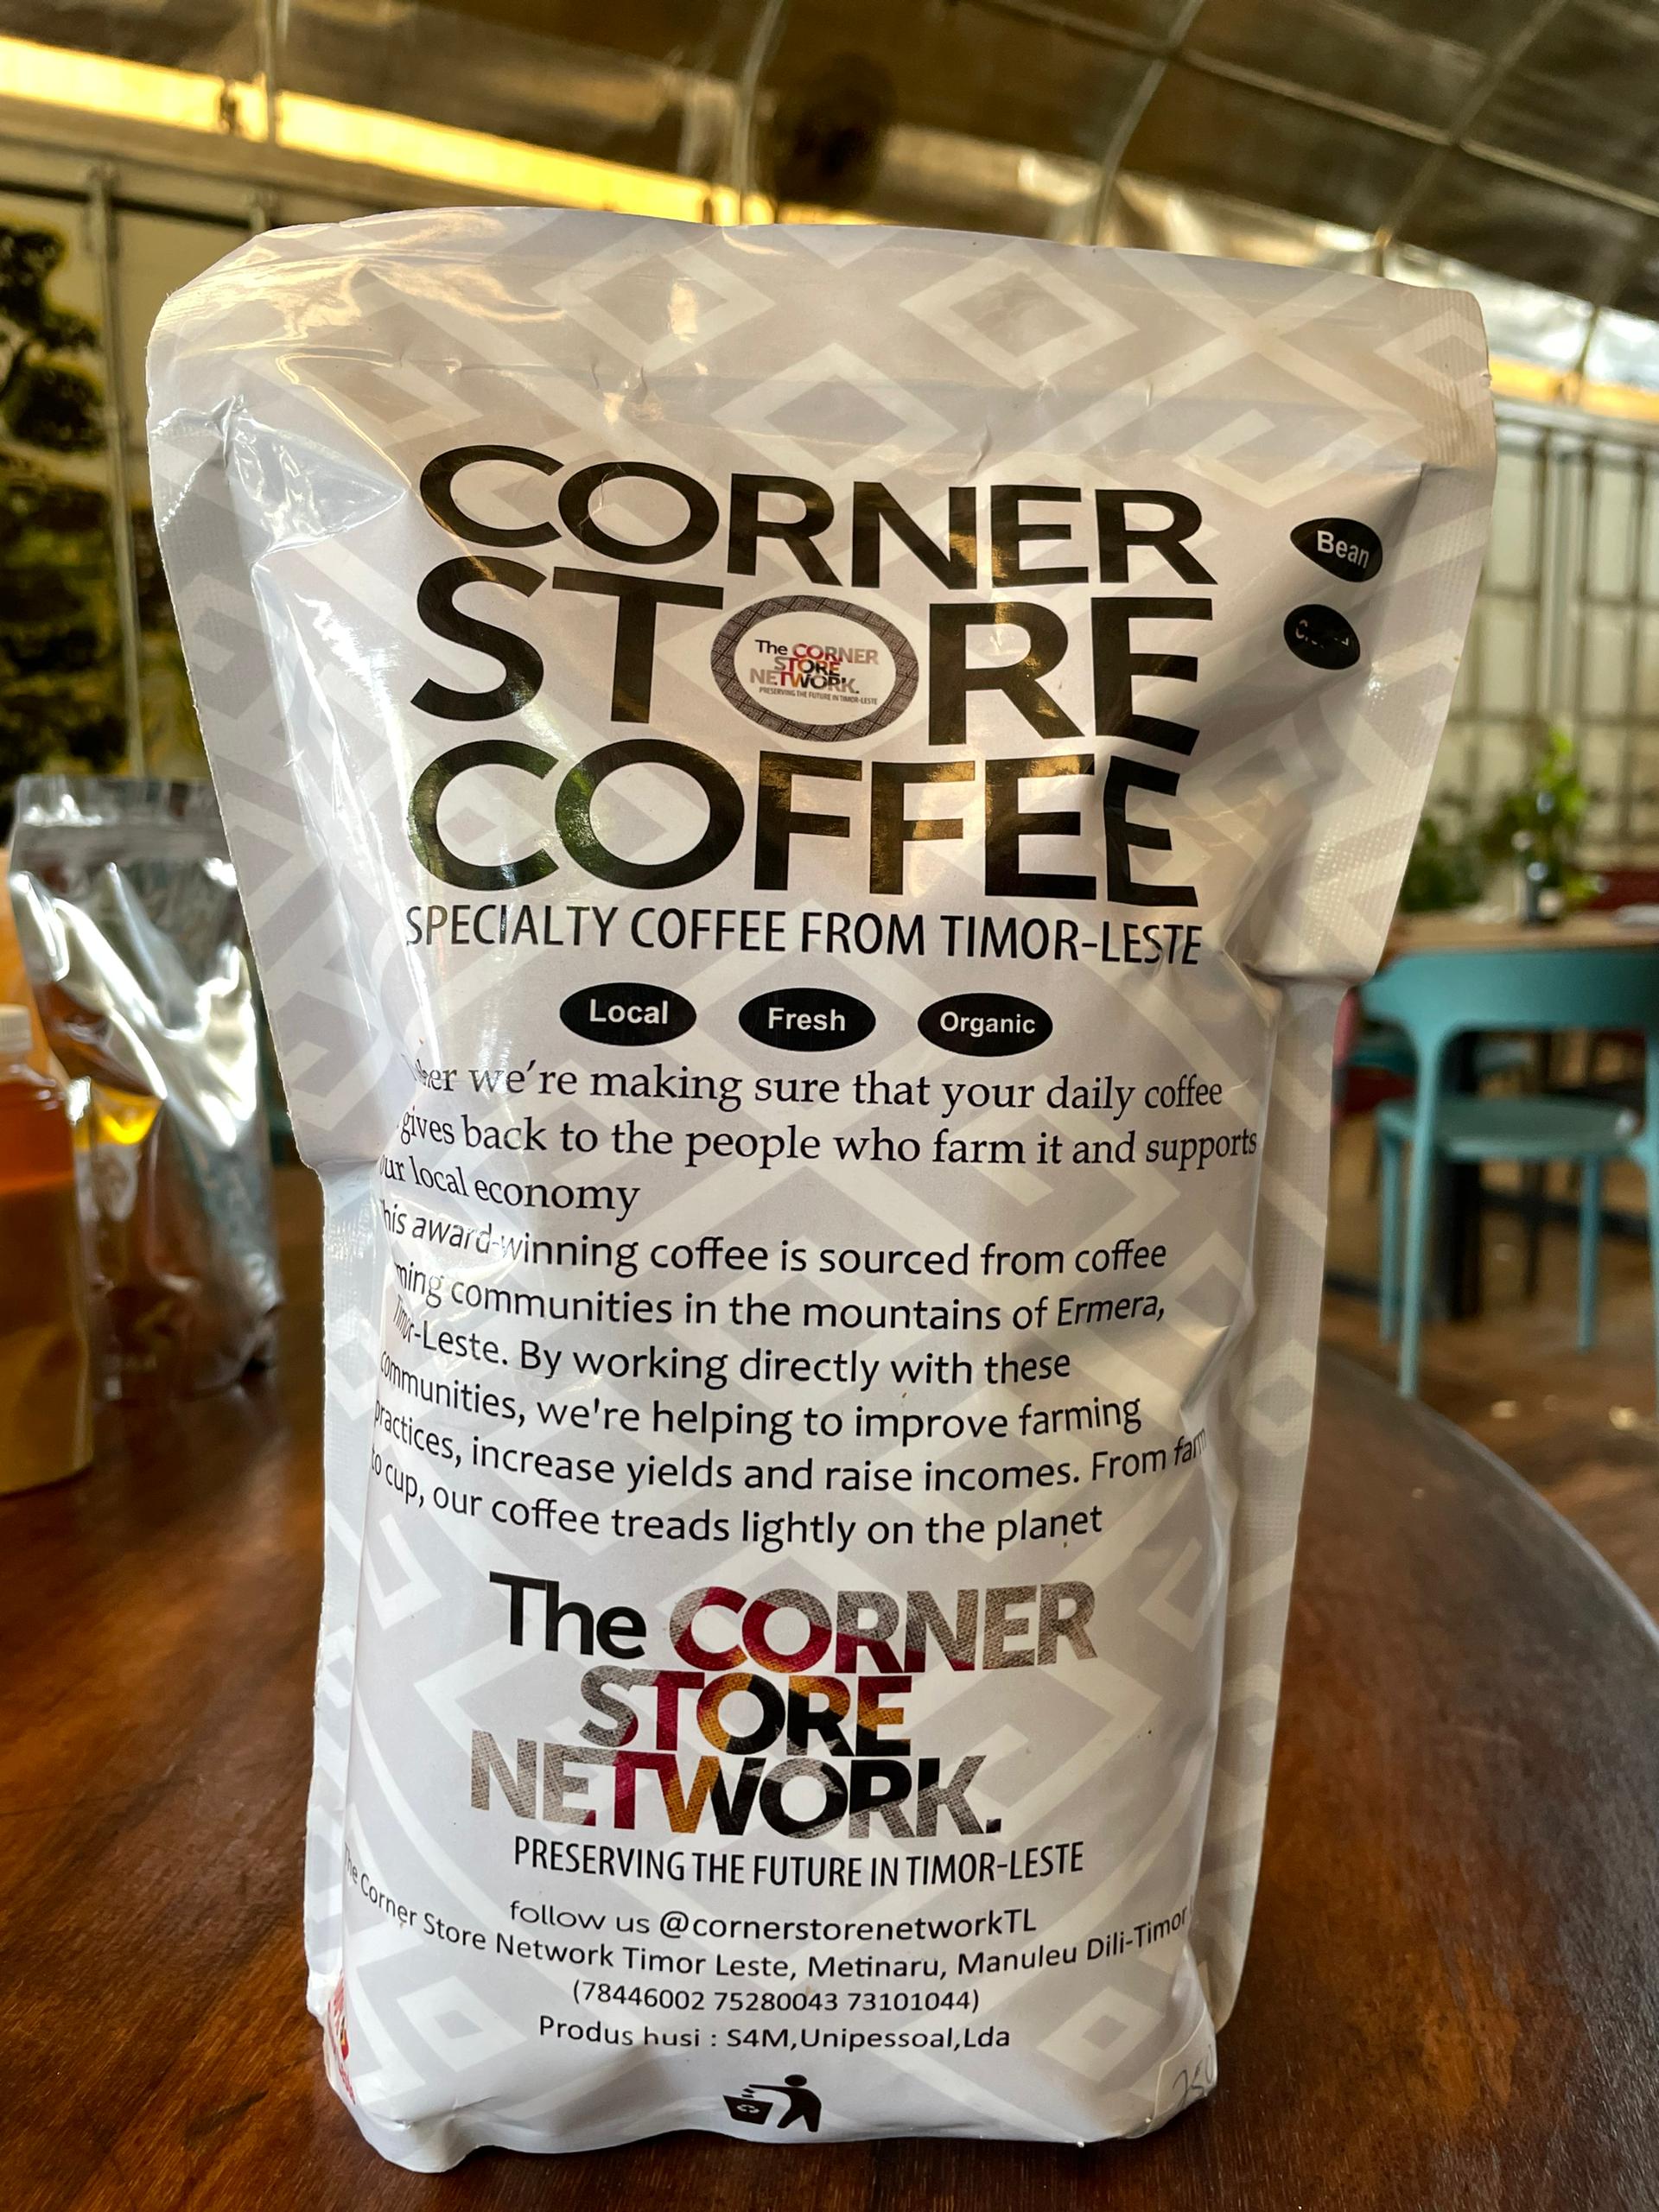 CORNER
STORE
COFFEE
The CORNER
STORE
NETWORK.
PRESERVING THE FUTURE IN TIMOR-LESTE
Bean
SPECIALTY COFFEE FROM TIMOR-LESTE
Local Fresh Organic
we're making sure that your daily coffee
gives back to the people who farm it and supports
local economy
award-winning coffee is sourced from coffee
communities in the mountains of Ermera,
Timor-Leste. By working directly with these
communities, we're helping to improve farming
practices, increase yields and raise incomes. From farm
to cup, our coffee treads lightly on the planet
The CORNER
STORE
NETWORK.
PRESERVING THE FUTURE IN TIMOR-LESTE
follow us @cornerstorenetworkTL
The Corner Store Network Timor Leste, Metinaru, Manuleu Dili-Timor
(78446002 75280043 73101044)
Produs husi : S4M,Unipessoal,Lda